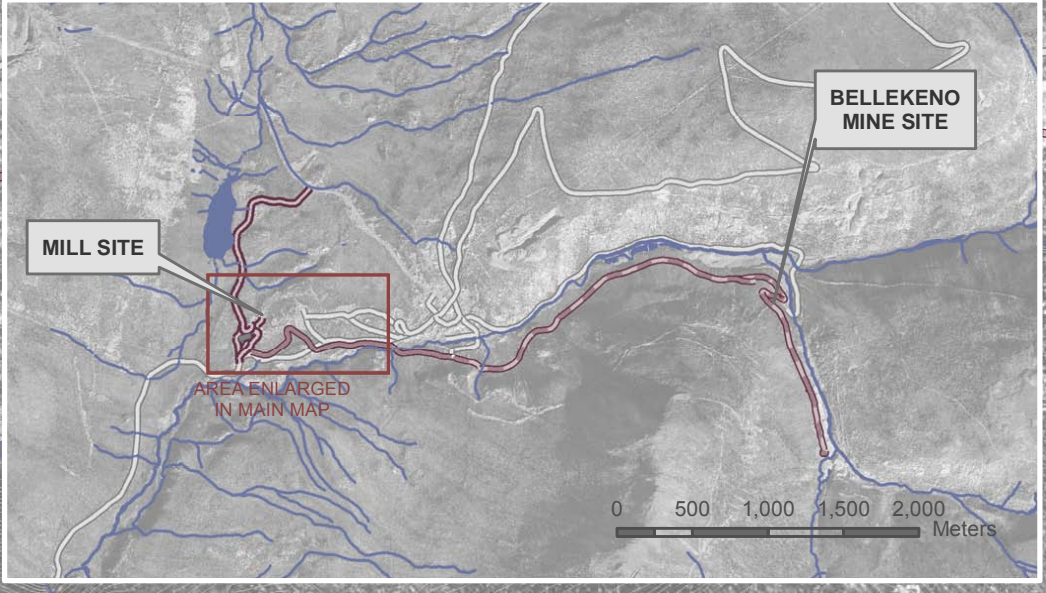 BELLEKENO
MINE SITE
MILL SITE
AREA ENLARGED
IN MAIN MAP
0 500 1,000 1,500 2,000
Meters